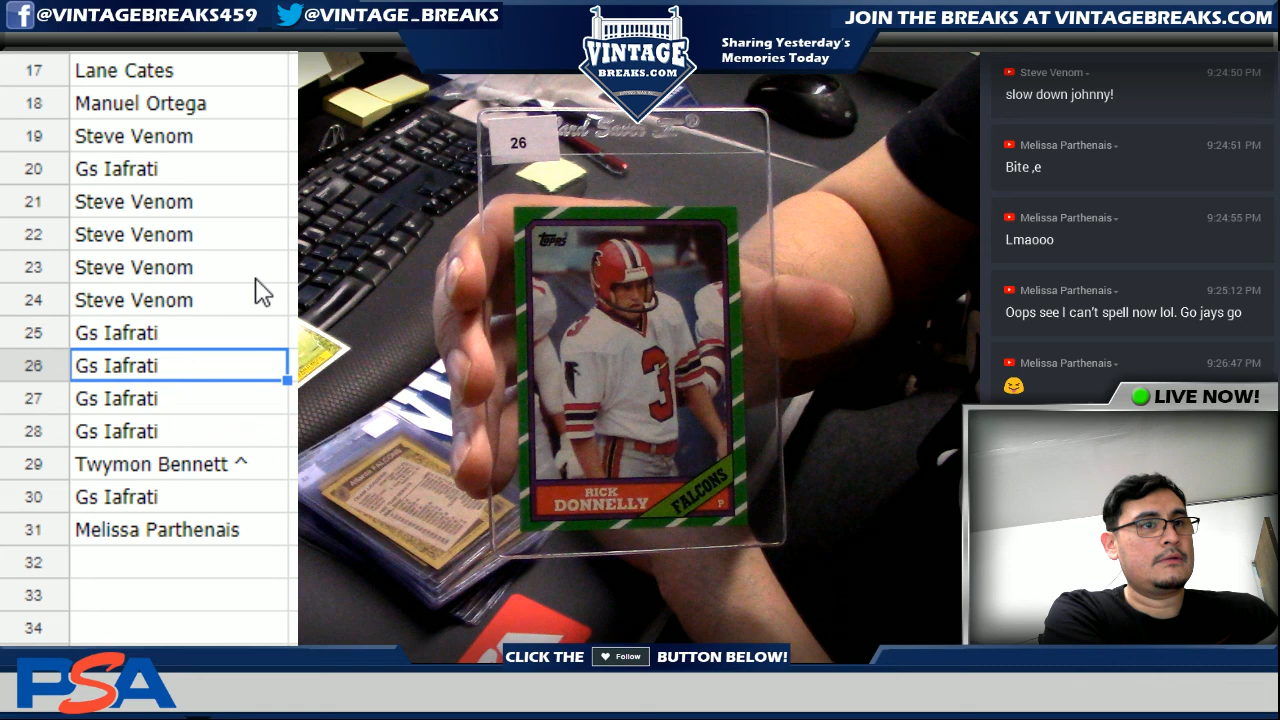 @VINTAGEBREAKS459
@VINTAGE_BREAKS
VINTAGE
BREAKS.COM
Sharing Yesterday's
Memories Today
JOIN THE BREAKS AT VINTAGEBREAKS.COM
17 Lane Cates
18 Manuel Ortega
19 Steve Venom
20 Gs Iafrati
21 Steve Venom
22 Steve Venom
23 Steve Venom
24 Steve Venom
25 Gs Iafrati
26 Gs Iafrati
27 Gs Iafrati
28 Gs Iafrati
29 Twymon Bennett ^
30 Gs Iafrati
31 Melissa Parthenais
32
33
34
26
Topps
3
3
RICK
DONNELLY
FALCONS
P
Steve Venom 9:24:50 PM
slow down johnny!
Melissa Parthenais 9:24:51 PM
Bite ,e
Melissa Parthenais 9:24:55 PM
Lmaooo
Melissa Parthenais 9:25:12 PM
Oops see I can't spell now lol. Go jays go
Melissa Parthenais 9:26:47 PM
LIVE NOW!
CLICK THE Follow BUTTON BELOW!
PSA